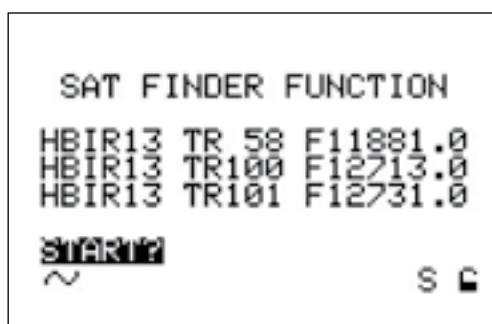 SAT FINDER FUNCTION
HBIR13 TR 58 F11881.0
HBIR13 TR100 F12713.0
HBIR13 TR101 F12731.0
START?
~ S